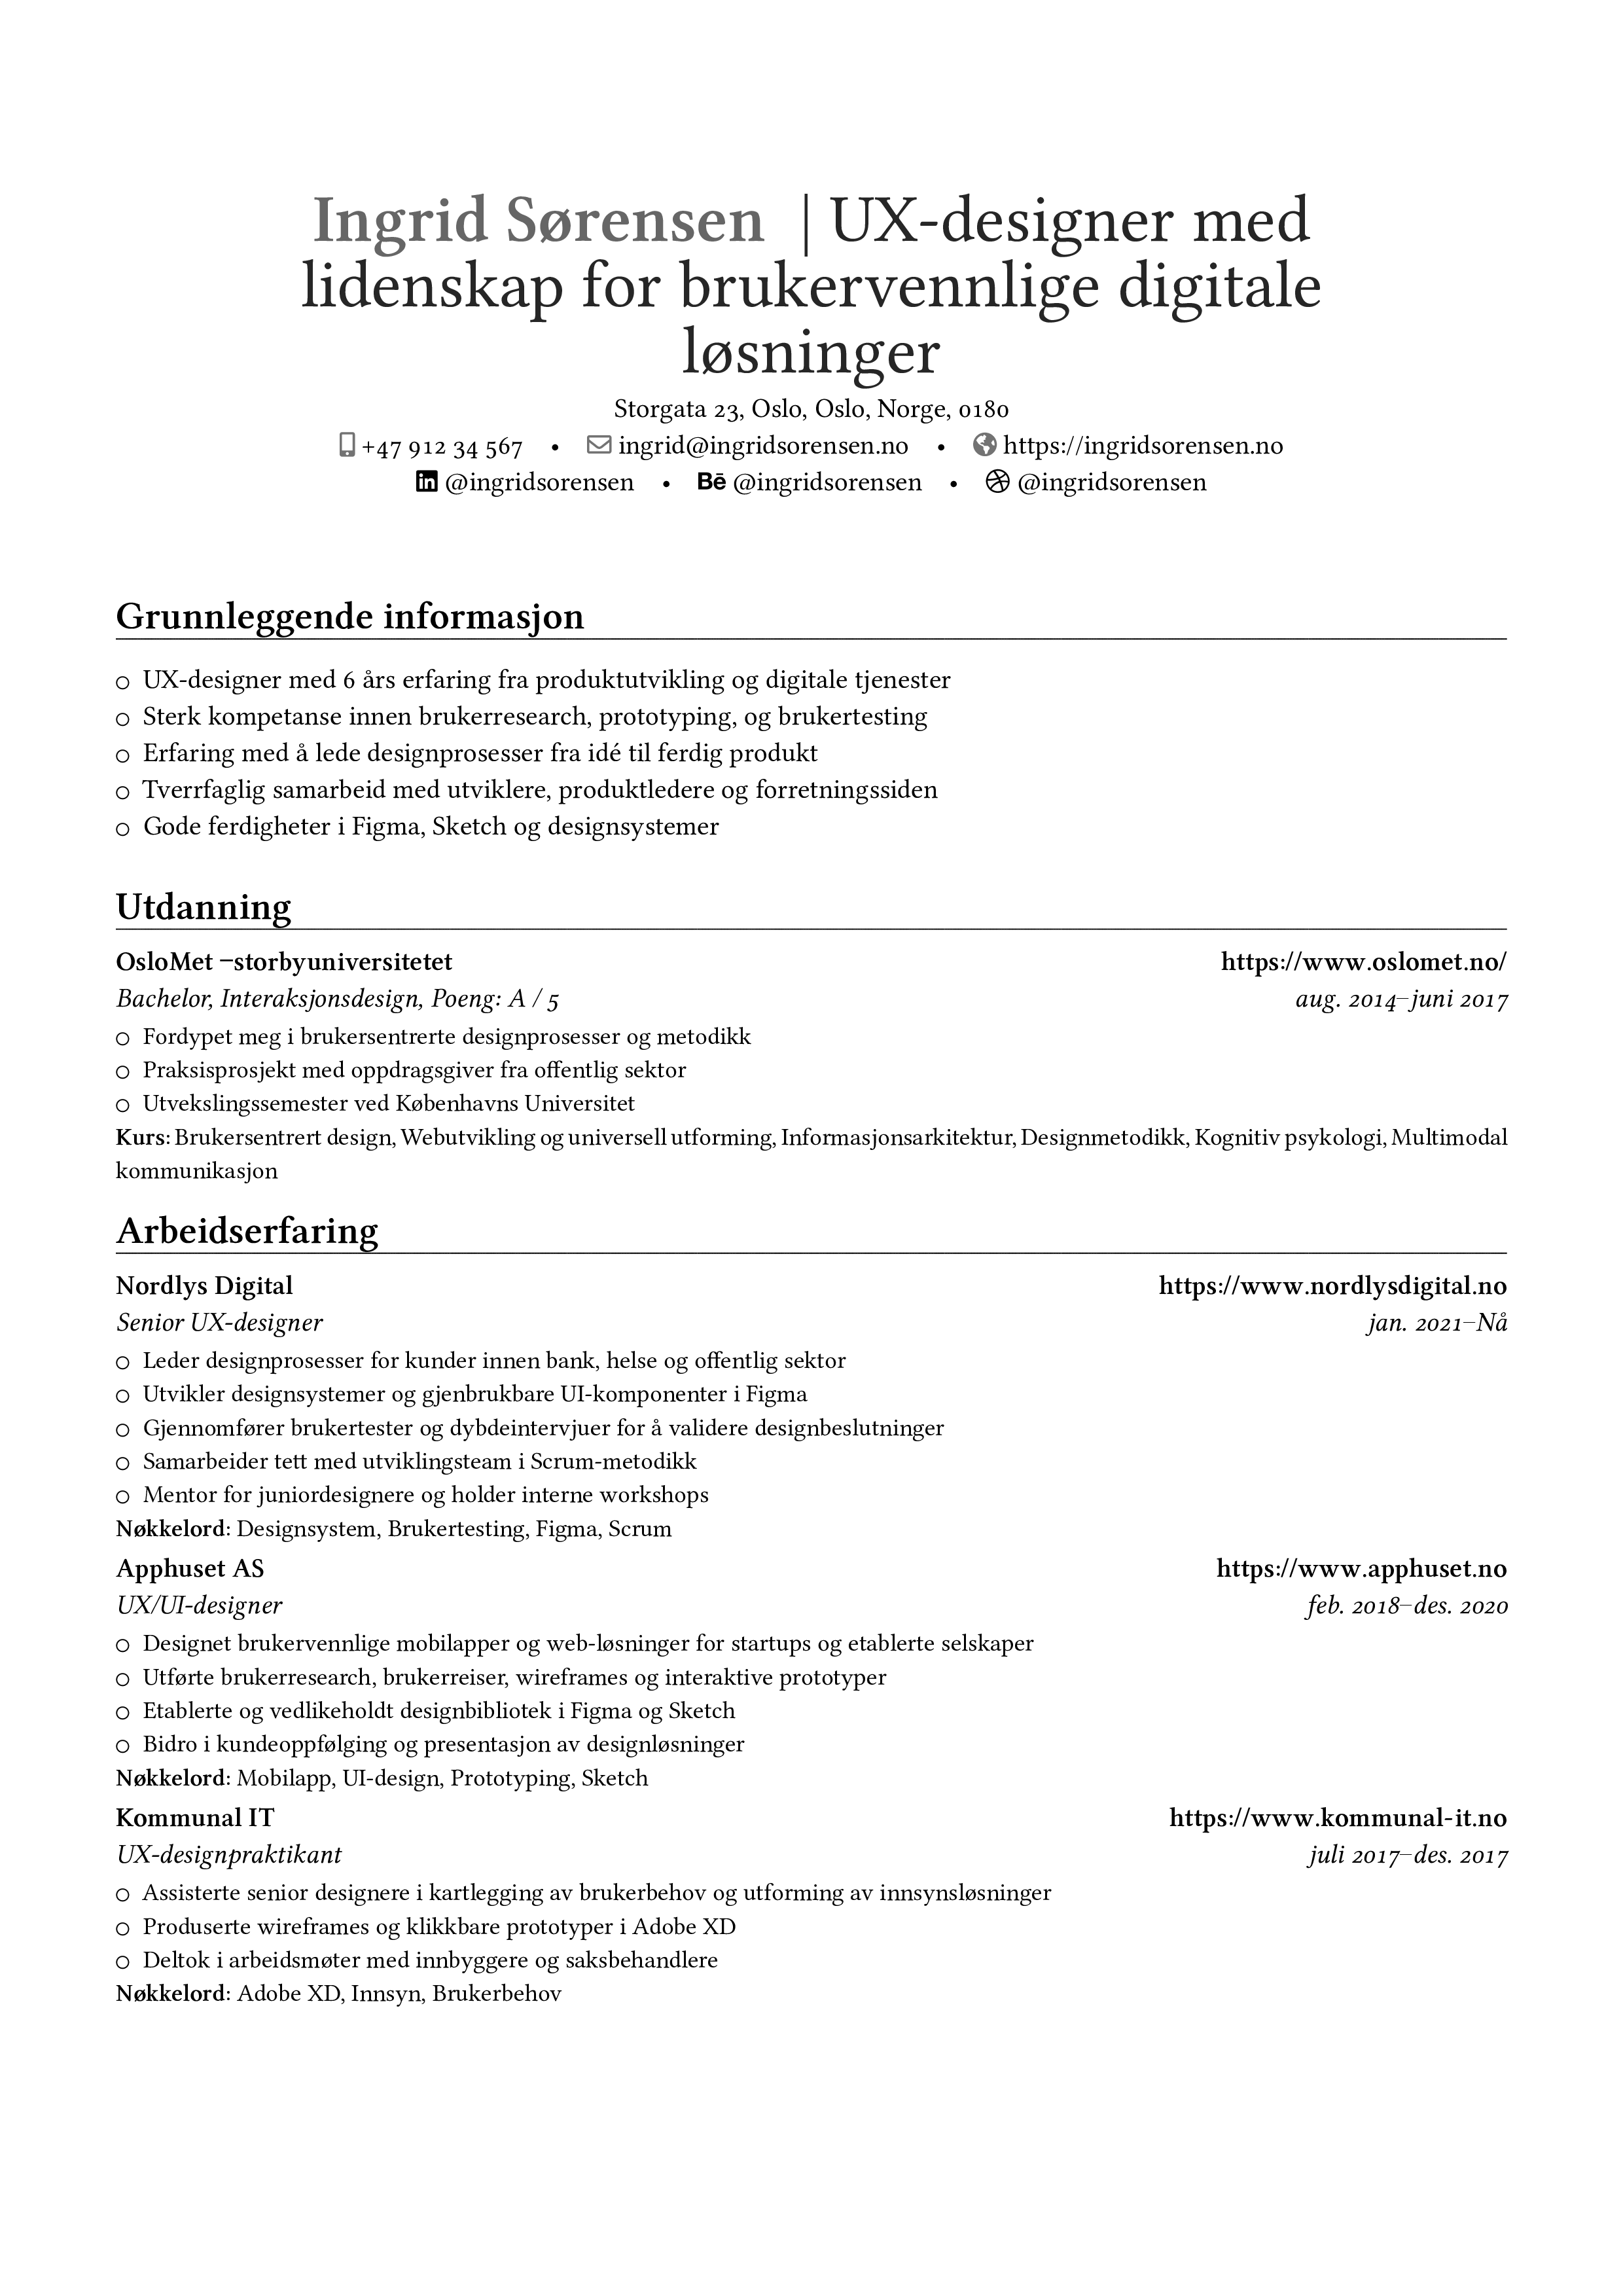 Ingrid Sørensen | UX-designer med
lidenskap for brukervennlige digitale
løsninger
Storgata 23, Oslo, Oslo, Norge, 0180
+47 912 34 567 • ingrid@ingridsorensen.no • https://ingridsorensen.no
@ingridsorensen • Bē @ingridsorensen • @ingridsorensen
Grunnleggende informasjon
UX-designer med 6 års erfaring fra produktutvikling og digitale tjenester
Sterk kompetanse innen brukerresearch, prototyping, og brukertesting
Erfaring med å lede designprosesser fra idé til ferdig produkt
Tverrfaglig samarbeid med utviklere, produktledere og forretningssiden
Gode ferdigheter i Figma, Sketch og designsystemer
Utdanning
OsloMet –storbyuniversitetet https://www.oslomet.no/
Bachelor, Interaksjonsdesign, Poeng: A / 5 aug. 2014–juni 2017
Fordypet meg i brukersentrerte designprosesser og metodikk
Praksisprosjekt med oppdragsgiver fra offentlig sektor
Utvekslingssemester ved Københavns Universitet
Kurs: Brukersentrert design, Webutvikling og universell utforming, Informasjonsarkitektur, Designmetodikk, Kognitiv psykologi, Multimodal
kommunikasjon
Arbeidserfaring
Nordlys Digital https://www.nordlysdigital.no
Senior UX-designer jan. 2021–Nå
Leder designprosesser for kunder innen bank, helse og offentlig sektor
Utvikler designsystemer og gjenbrukbare UI-komponenter i Figma
Gjennomfører brukertester og dybdeintervjuer for å validere designbeslutninger
Samarbeider tett med utviklingsteam i Scrum-metodikk
Mentor for juniordesignere og holder interne workshops
Nøkkelord: Designsystem, Brukertesting, Figma, Scrum
Apphuset AS https://www.apphuset.no
UX/UI-designer feb. 2018–des. 2020
Designet brukervennlige mobilapper og web-løsninger for startups og etablerte selskaper
Utførte brukerresearch, brukerreiser, wireframes og interaktive prototyper
Etablerte og vedlikeholdt designbibliotek i Figma og Sketch
Bidro i kundeoppfølging og presentasjon av designløsninger
Nøkkelord: Mobilapp, UI-design, Prototyping, Sketch
Kommunal IT https://www.kommunal-it.no
UX-designpraktikant juli 2017–des. 2017
Assisterte senior designere i kartlegging av brukerbehov og utforming av innsynsløsninger
Produserte wireframes og klikkbare prototyper i Adobe XD
Deltok i arbeidsmøter med innbyggere og saksbehandlere
Nøkkelord: Adobe XD, Innsyn, Brukerbehov